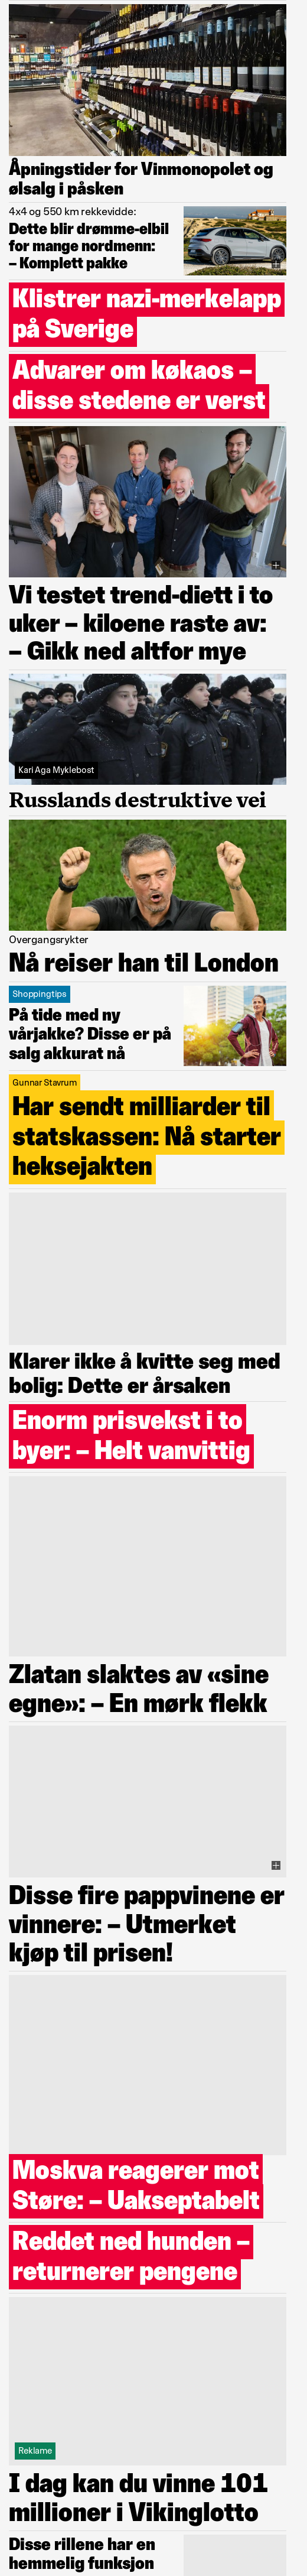 Åpningstider for Vinmonopolet og
ølsalg i påsken
4x4 og 550 km rekkevidde:
Dette blir drømme-elbil
for mange nordmenn:
– Komplett pakke
Klistrer nazi-merkelapp
på Sverige
Advarer om køkaos –
disse stedene er verst
Vi testet trend-diett i to
uker – kiloene raste av:
– Gikk ned altfor mye
Kari Aga Myklebost
Russlands destruktive vei
Overgangsrykter
Nå reiser han til London
Shoppingtips
På tide med ny
vårjakke? Disse er på
salg akkurat nå
Gunnar Stavrum
Har sendt milliarder til
statskassen: Nå starter
heksejakten
Klarer ikke å kvitte seg med
bolig: Dette er årsaken
Enorm prisvekst i to
byer: – Helt vanvittig
Zlatan slaktes av «sine
egne»: – En mørk flekk
Disse fire pappvinene er
vinnere: – Utmerket
kjøp til prisen!
Moskva reagerer mot
Støre: – Uakseptabelt
Reddet ned hunden –
returnerer pengene
Reklame
I dag kan du vinne 101
millioner i Vikinglotto
Disse rillene har en
hemmelig funksjon